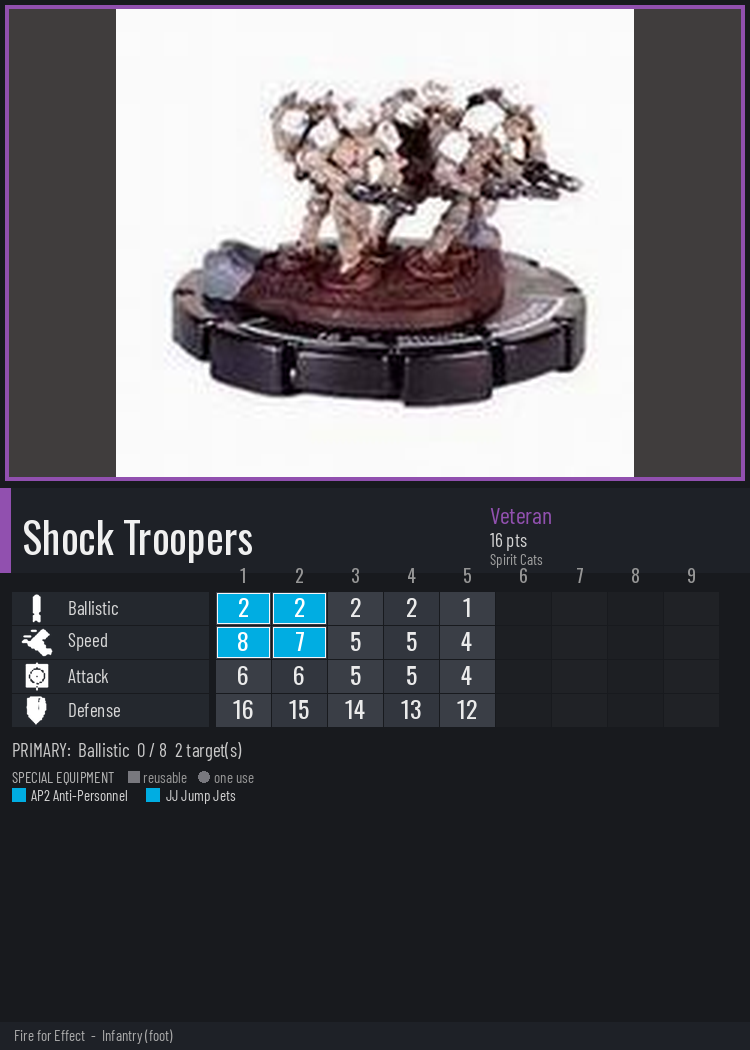 Shock Troopers
Veteran
16 pts
Spirit Cats
1 2 3 4 5 6 7 8 9
Ballistic 2 2 2 2 1
Speed 8 7 5 5 4
Attack 6 6 5 5 4
Defense 16 15 14 13 12
PRIMARY: Ballistic 0 / 8 2 target(s)
SPECIAL EQUIPMENT reusable one use
AP2 Anti-Personnel JJ Jump Jets
Fire for Effect - Infantry (foot)